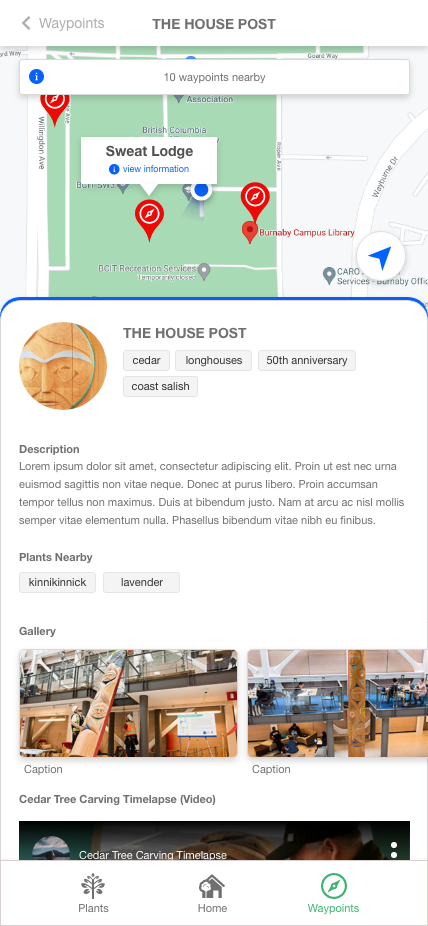 Waypoints
THE HOUSE POST
Goard Way
10 waypoints nearby
Association
British Columbia
Willingdon Ave
Sweat Lodge
view information
Wayburne Dr
Burnaby Campus Library
BCIT Recreation Services
Temporarily closed
CARO
Services - Burnaby Offic
THE HOUSE POST
cedar
longhouses
50th anniversary
coast salish
Description
Lorem ipsum dolor sit amet, consectetur adipiscing elit. Proin ut est nec urna
euismod sagittis non vitae neque. Donec at purus libero. Proin accumsan
tempor tellus non maximus. Duis at bibendum justo. Nam at arcu ac nisl mollis
semper vitae elementum nulla. Phasellus bibendum vitae nibh eu finibus.
Plants Nearby
kinnikinnick
lavender
Gallery
Caption
Caption
Cedar Tree Carving Timelapse (Video)
Cedar Tree Carving Timelapse
Plants
Home
Waypoints